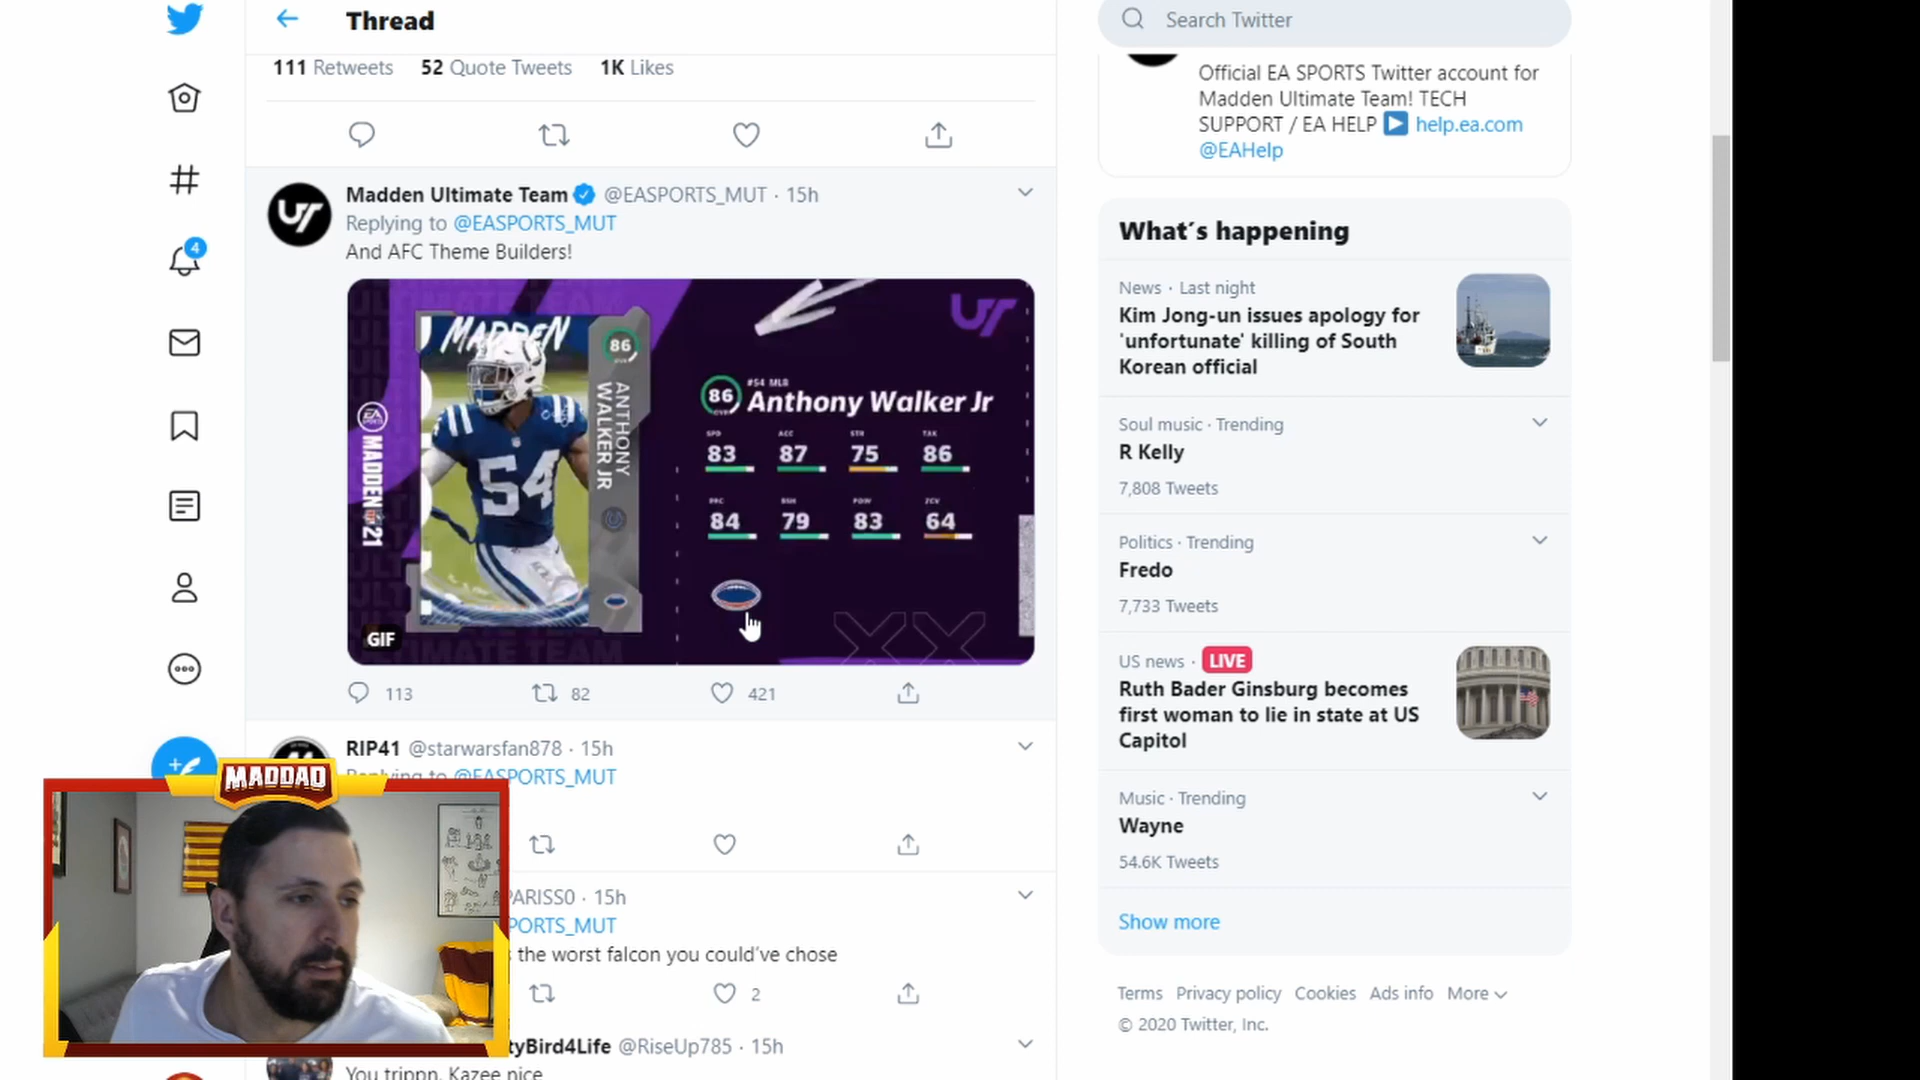 Thread
111 Retweets 52 Quote Tweets 1K Likes
Madden Ultimate Team @EASPORTS_MUT · 15h
Replying to @EASPORTS_MUT
And AFC Theme Builders!
MADDEN
86
ANTHONY
WALKER JR
EA SPORTS
MADDEN 21
54
UT
#54 MLB
86 OVR
Anthony Walker Jr
SPD ACC STR TAK
83 87 75 86
PRC BSH POW ZCV
84 79 83 64
GIF
113 82 421
RIP41 @starwarsfan878 · 15h
Replying to @EASPORTS_MUT
PARISS0 · 15h
PORTS_MUT
the worst falcon you could've chose
2
tyBird4Life @RiseUp785 · 15h
You trippn. Kazee nice
4
MADDAD
Search Twitter
Official EA SPORTS Twitter account for
Madden Ultimate Team! TECH
SUPPORT / EA HELP ▶ help.ea.com
@EAHelp
What's happening
News · Last night
Kim Jong-un issues apology for
'unfortunate' killing of South
Korean official
Soul music · Trending
R Kelly
7,808 Tweets
Politics · Trending
Fredo
7,733 Tweets
US news · LIVE
Ruth Bader Ginsburg becomes
first woman to lie in state at US
Capitol
Music · Trending
Wayne
54.6K Tweets
Show more
Terms Privacy policy Cookies Ads info More
© 2020 Twitter, Inc.